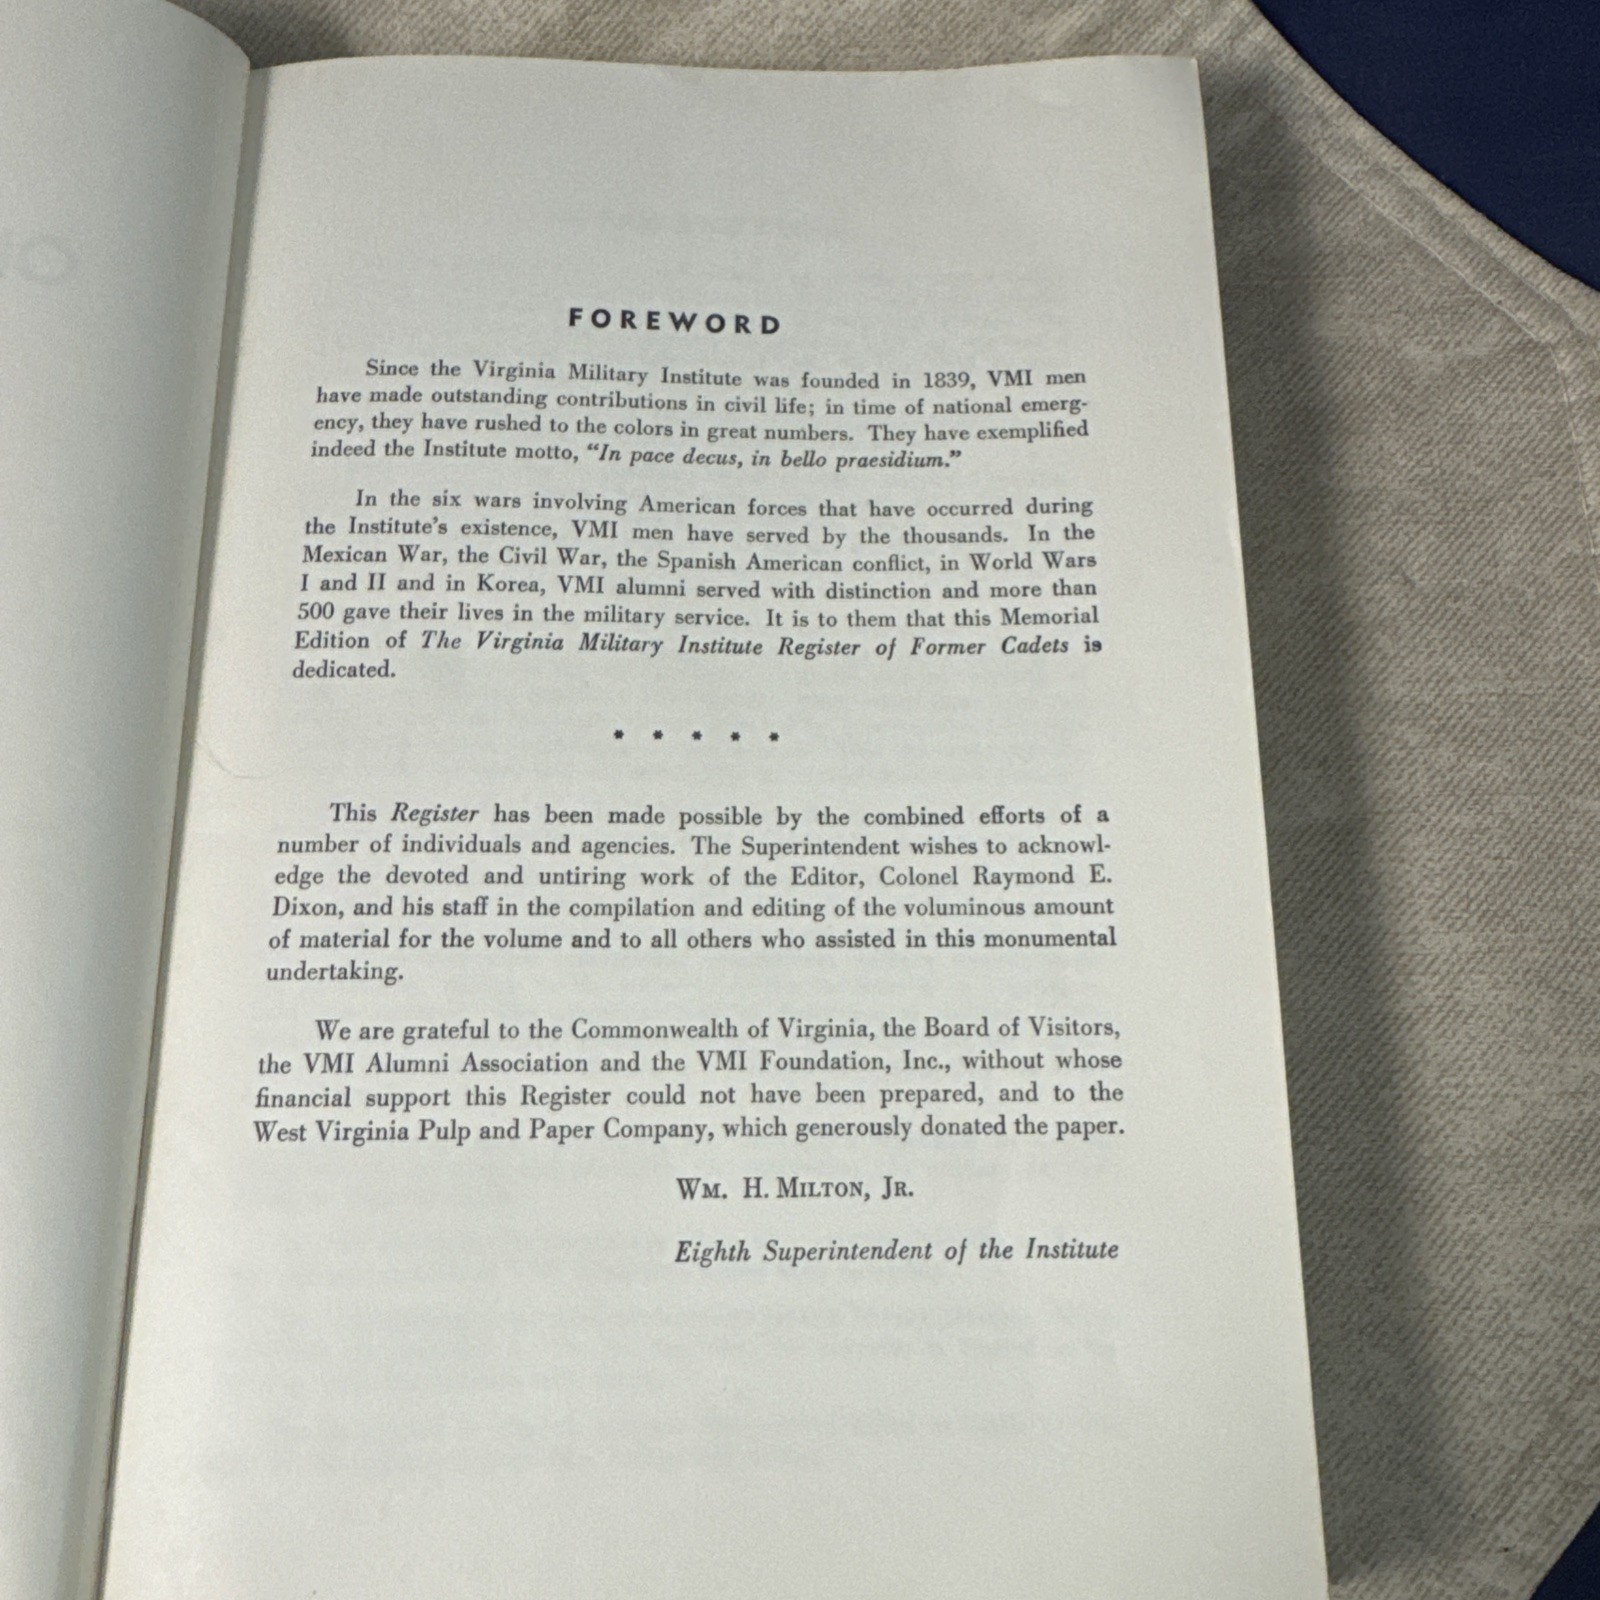 FOREWORD
Since the Virginia Military Institute was founded in 1839, VMI men
have made outstanding contributions in civil life; in time of national emerg-
ency, they have rushed to the colors in great numbers. They have exemplified
indeed the Institute motto, “In pace decus, in bello praesidium.”
In the six wars involving American forces that have occurred during
the Institute’s existence, VMI men have served by the thousands. In the
Mexican War, the Civil War, the Spanish American conflict, in World Wars
I and II and in Korea, VMI alumni served with distinction and more than
500 gave their lives in the military service. It is to them that this Memorial
Edition of The Virginia Military Institute Register of Former Cadets is
dedicated.
* * * * *
This Register has been made possible by the combined efforts of a
number of individuals and agencies. The Superintendent wishes to acknowl-
edge the devoted and untiring work of the Editor, Colonel Raymond E.
Dixon, and his staff in the compilation and editing of the voluminous amount
of material for the volume and to all others who assisted in this monumental
undertaking.
We are grateful to the Commonwealth of Virginia, the Board of Visitors,
the VMI Alumni Association and the VMI Foundation, Inc., without whose
financial support this Register could not have been prepared, and to the
West Virginia Pulp and Paper Company, which generously donated the paper.
WM. H. MILTON, JR.
Eighth Superintendent of the Institute